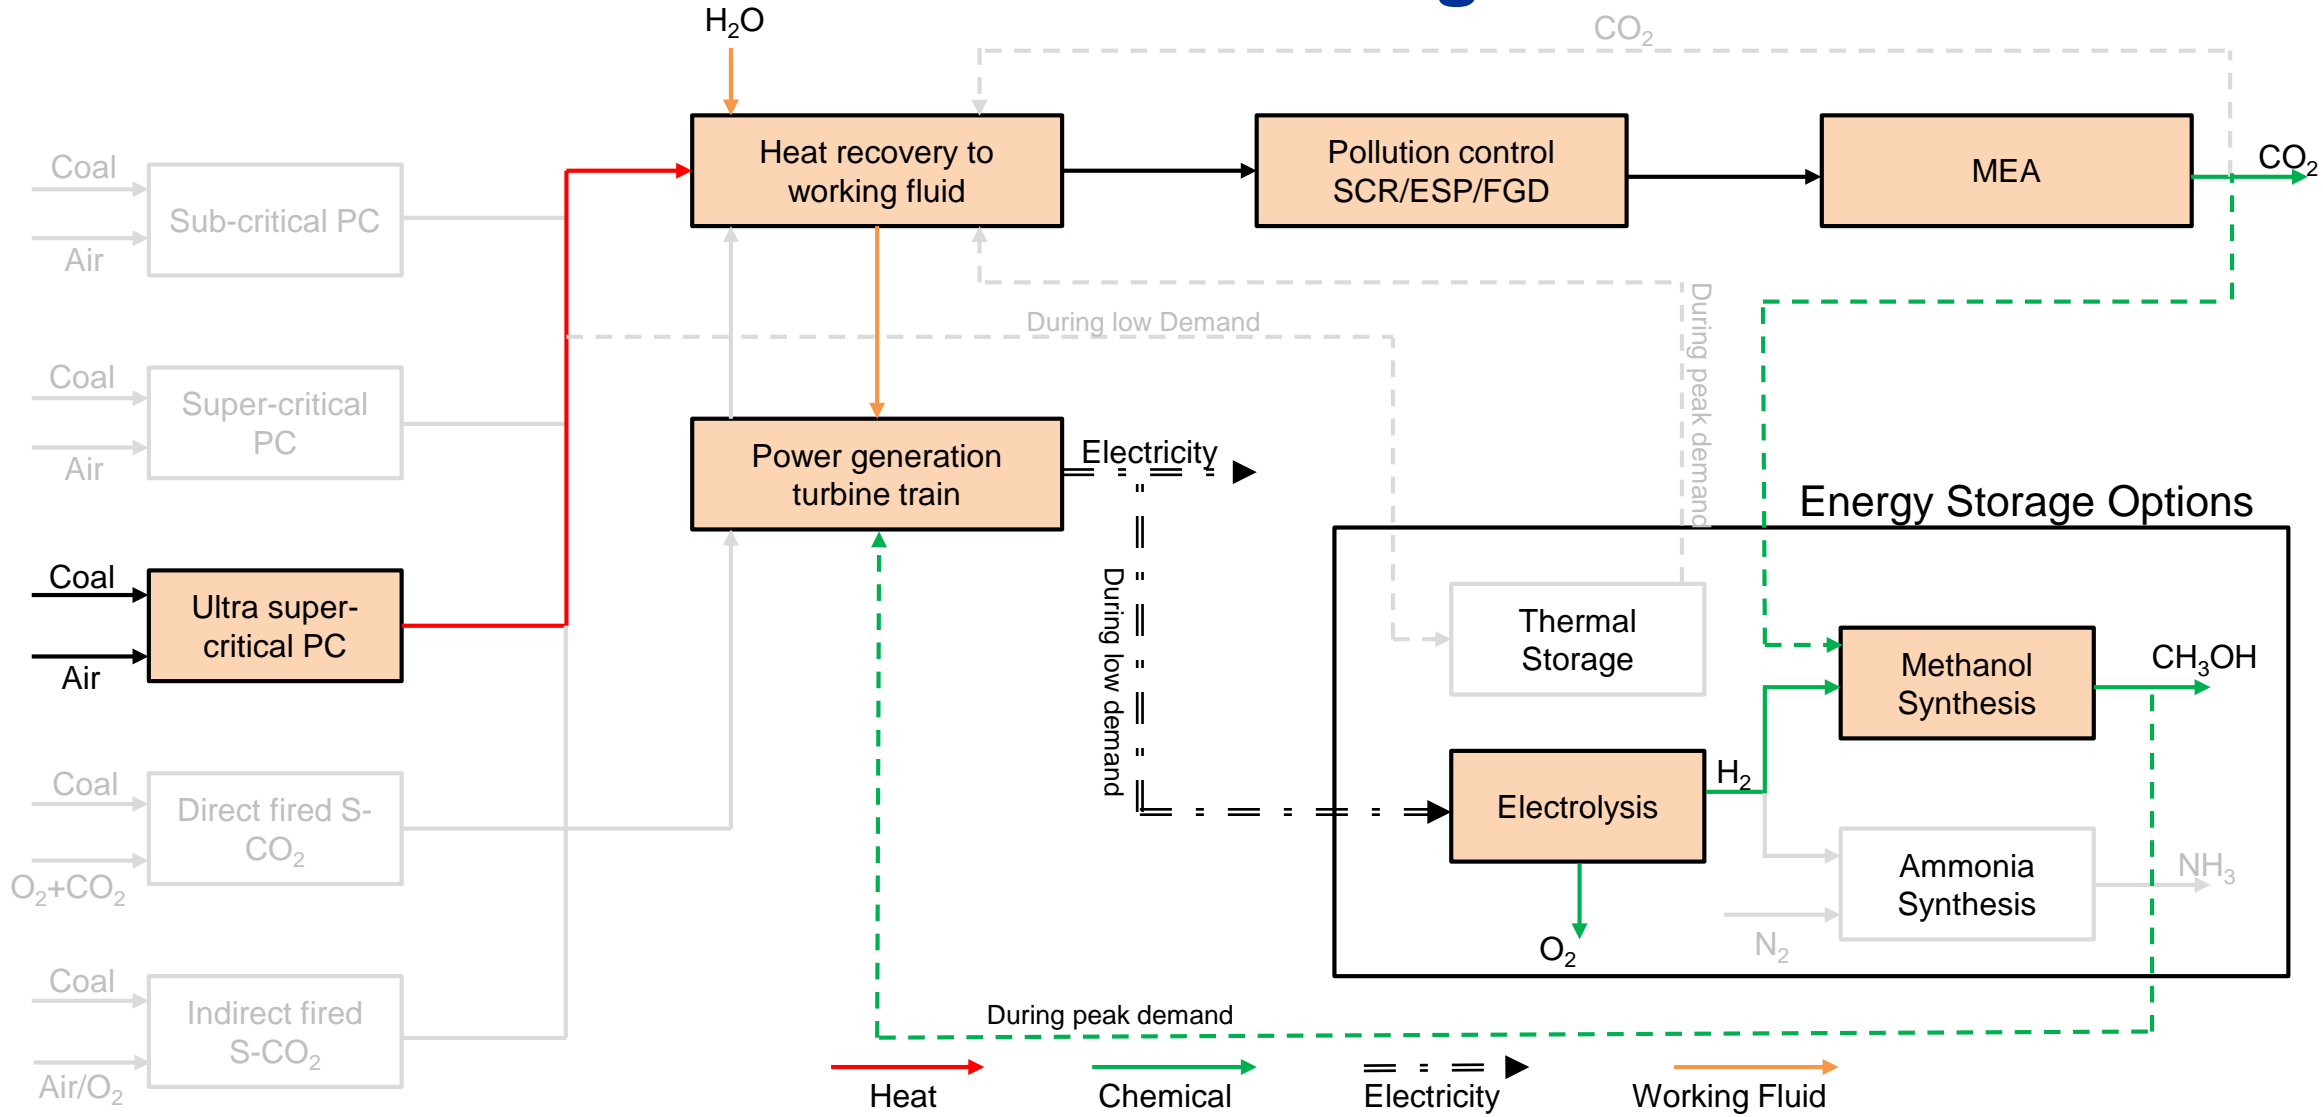 H₂O
CO₂
Heat recovery to
working fluid
Pollution control
SCR/ESP/FGD
MEA
CO₂
Coal
Air
Sub-critical PC
During low Demand
During peak demand
Coal
Air
Super-critical
PC
Power generation
turbine train
Electricity
Energy Storage Options
Coal
Air
Ultra super-
critical PC
During low demand
Thermal
Storage
Methanol
Synthesis
CH₃OH
Electrolysis
H₂
O₂
Ammonia
Synthesis
NH₃
N₂
Coal
O₂+CO₂
Direct fired S-
CO₂
Coal
Air/O₂
Indirect fired
S-CO₂
During peak demand
Heat
Chemical
Electricity
Working Fluid